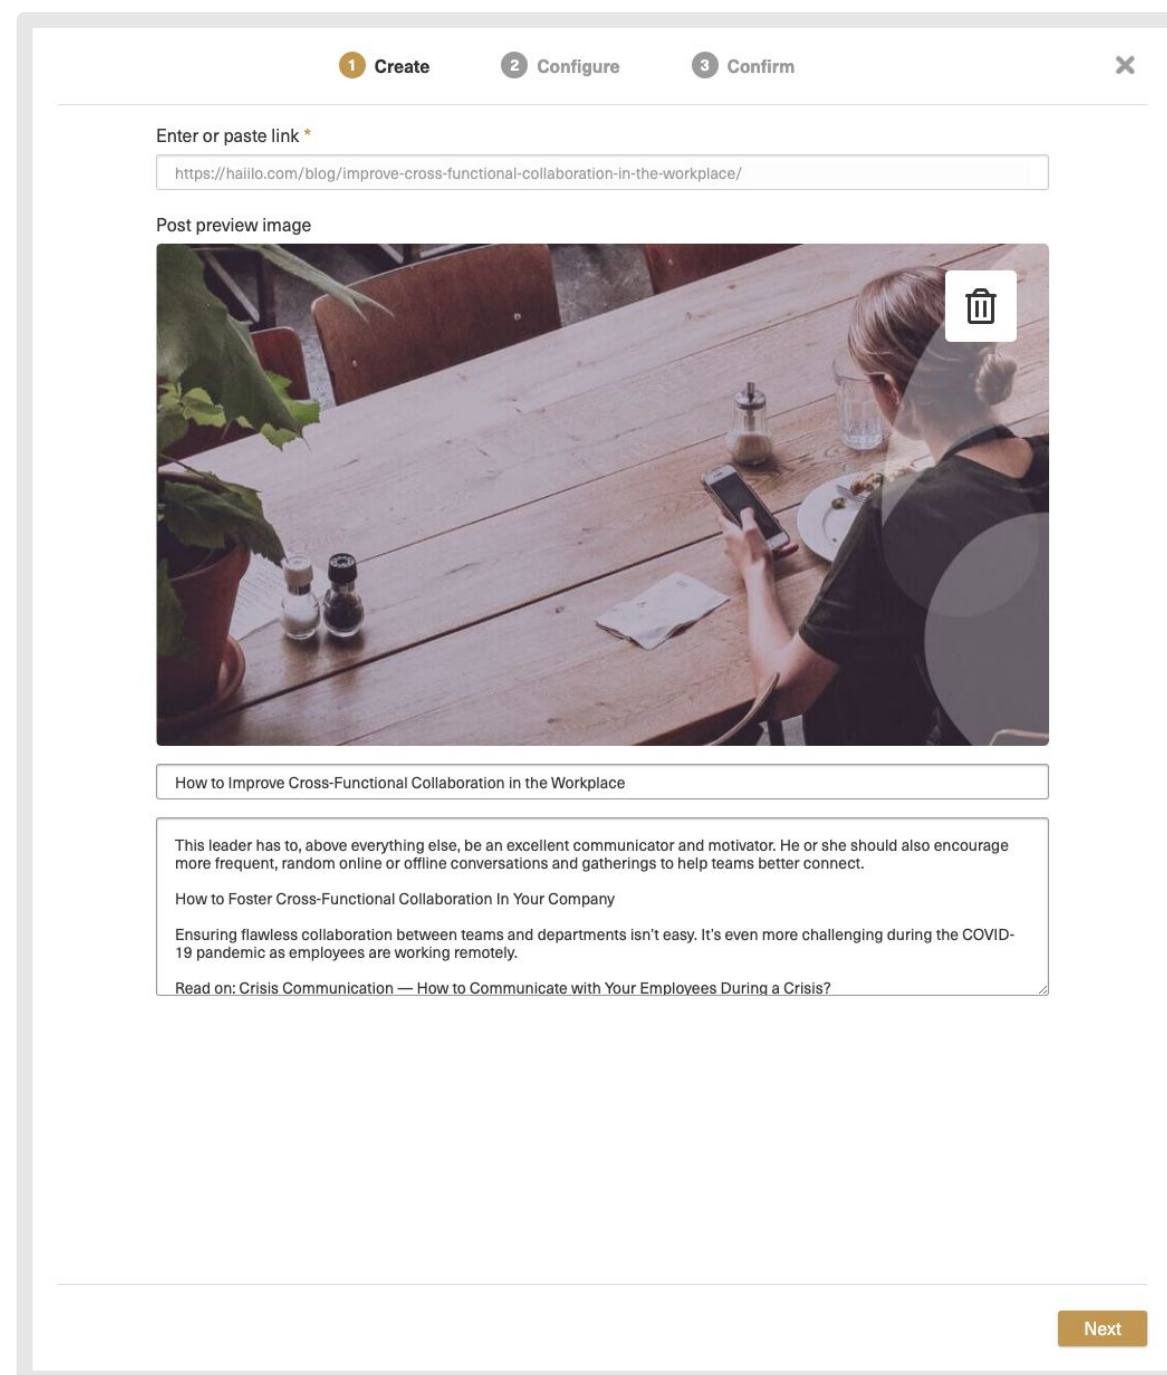 1 Create 2 Configure 3 Confirm
Enter or paste link *
https://haiilo.com/blog/improve-cross-functional-collaboration-in-the-workplace/
Post preview image
How to Improve Cross-Functional Collaboration in the Workplace
This leader has to, above everything else, be an excellent communicator and motivator. He or she should also encourage
more frequent, random online or offline conversations and gatherings to help teams better connect.
How to Foster Cross-Functional Collaboration In Your Company
Ensuring flawless collaboration between teams and departments isn't easy. It's even more challenging during the COVID-
19 pandemic as employees are working remotely.
Read on: Crisis Communication — How to Communicate with Your Employees During a Crisis?
Next